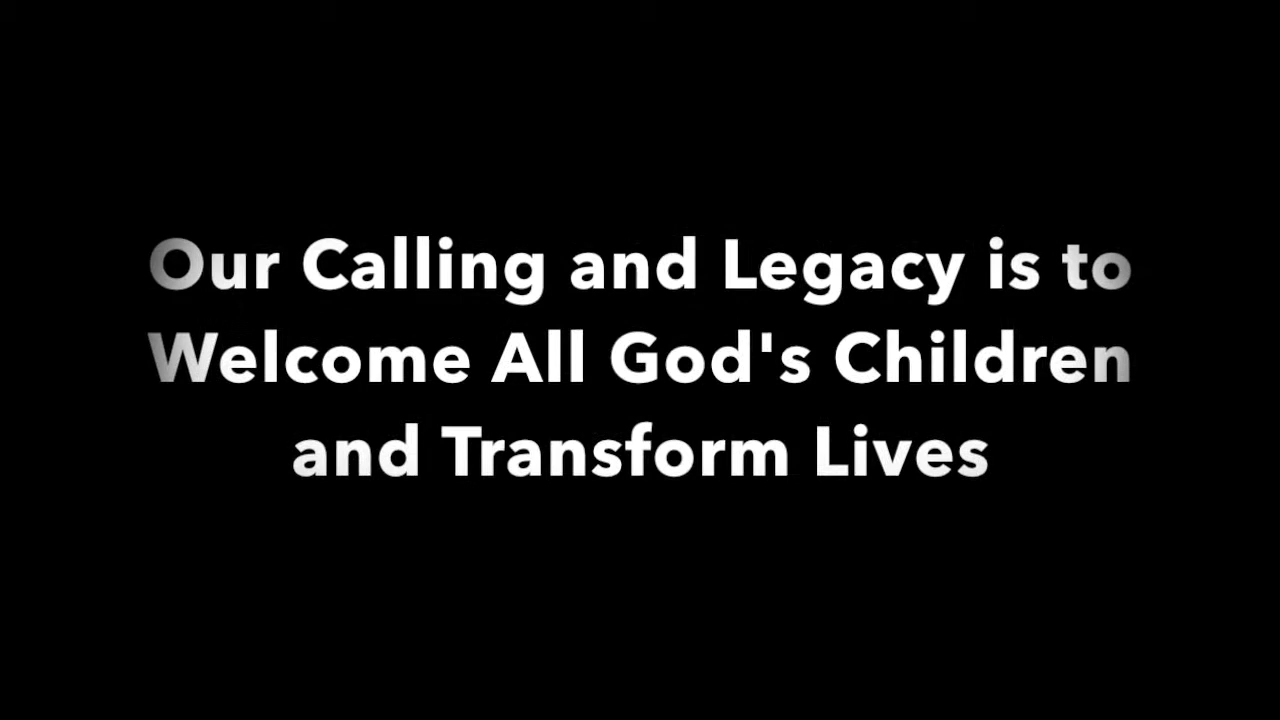 Our Calling and Legacy is to
Welcome All God's Children
and Transform Lives